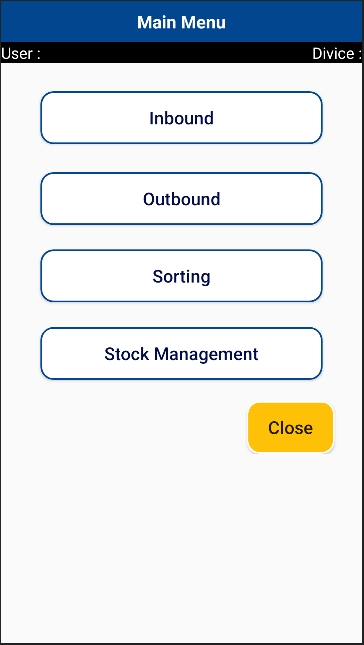 Main Menu
User : Divice :
Inbound
Outbound
Sorting
Stock Management
Close